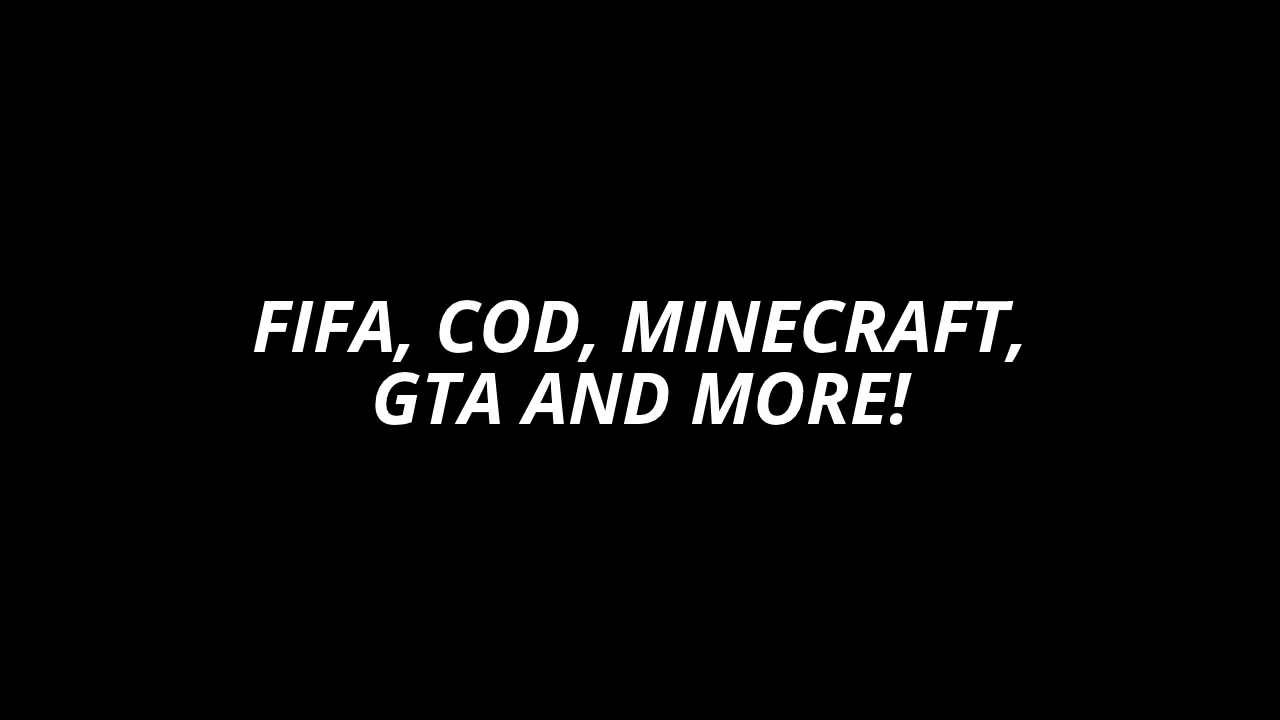 FIFA, COD, MINECRAFT,
GTA AND MORE!